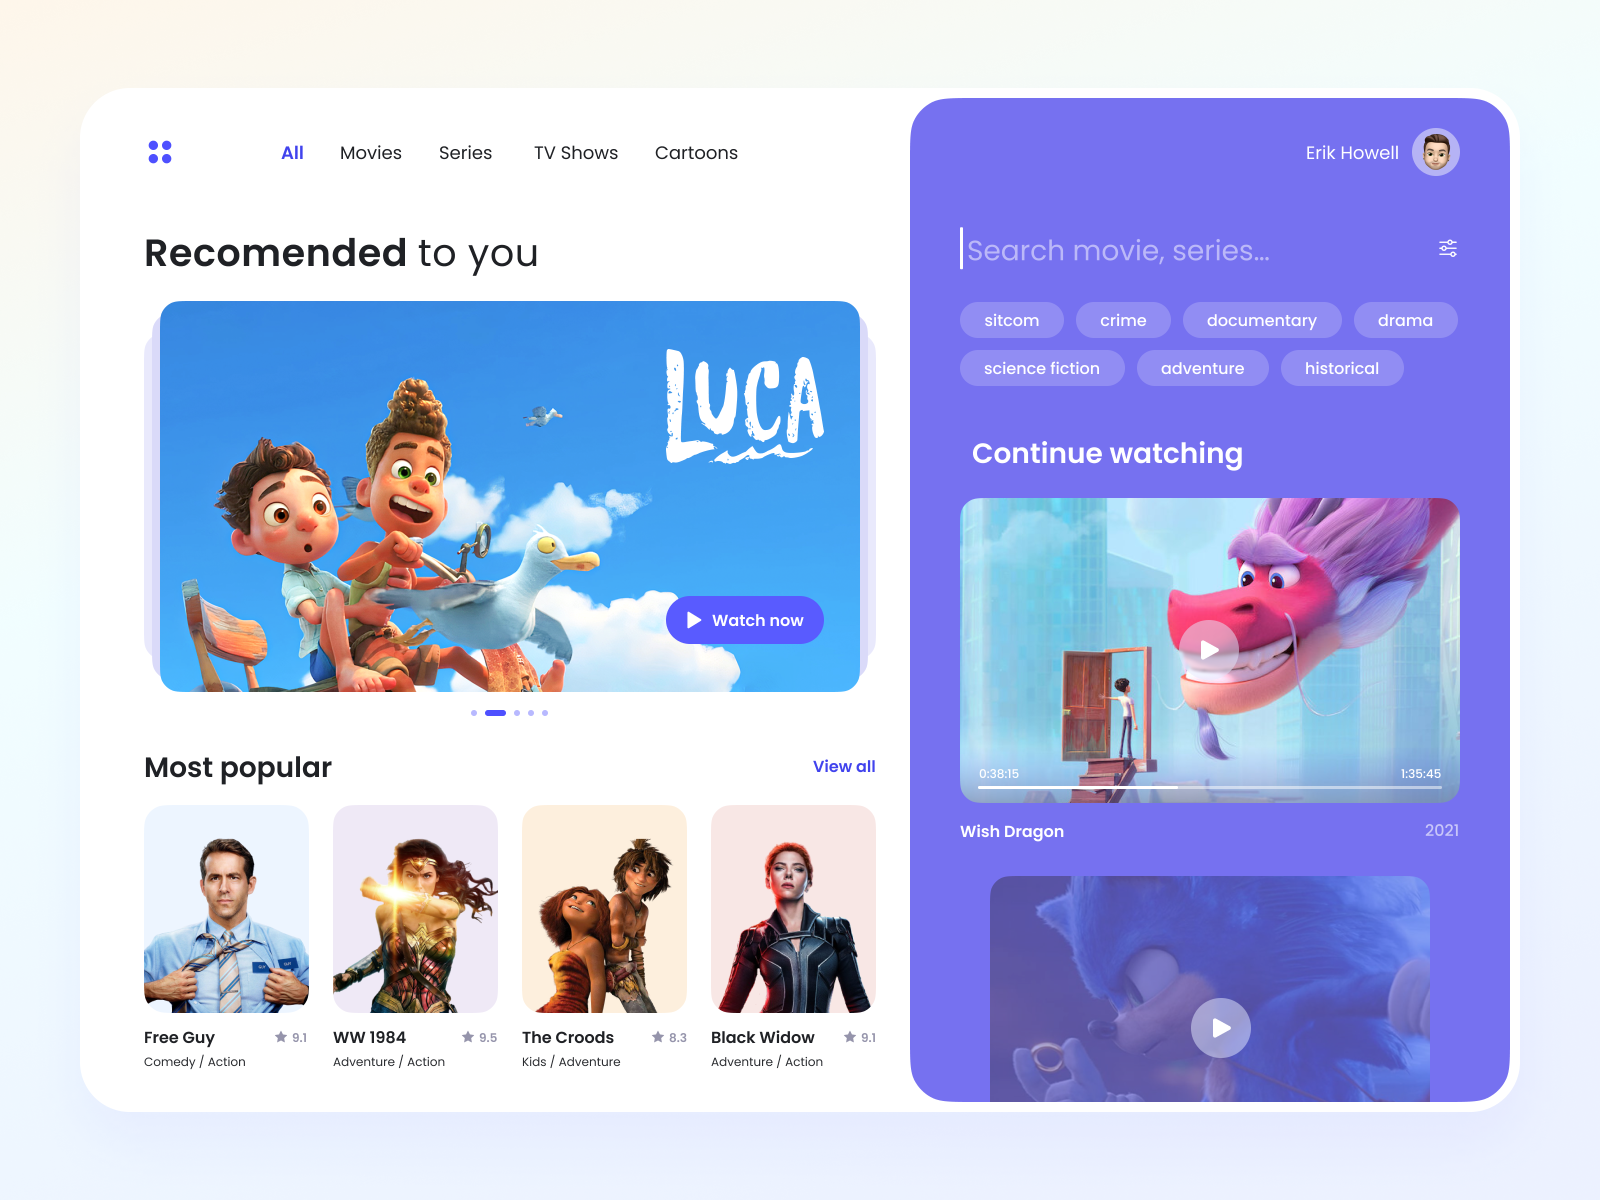 All Movies Series TV Shows Cartoons
Recomended to you
LUCA
Watch now
Most popular
View all
Free Guy 9.1
Comedy / Action
WW 1984 9.5
Adventure / Action
The Croods 8.3
Kids / Adventure
Black Widow 9.1
Adventure / Action
Erik Howell
Search movie, series...
sitcom crime documentary drama
science fiction adventure historical
Continue watching
0:38:15 1:35:45
Wish Dragon 2021